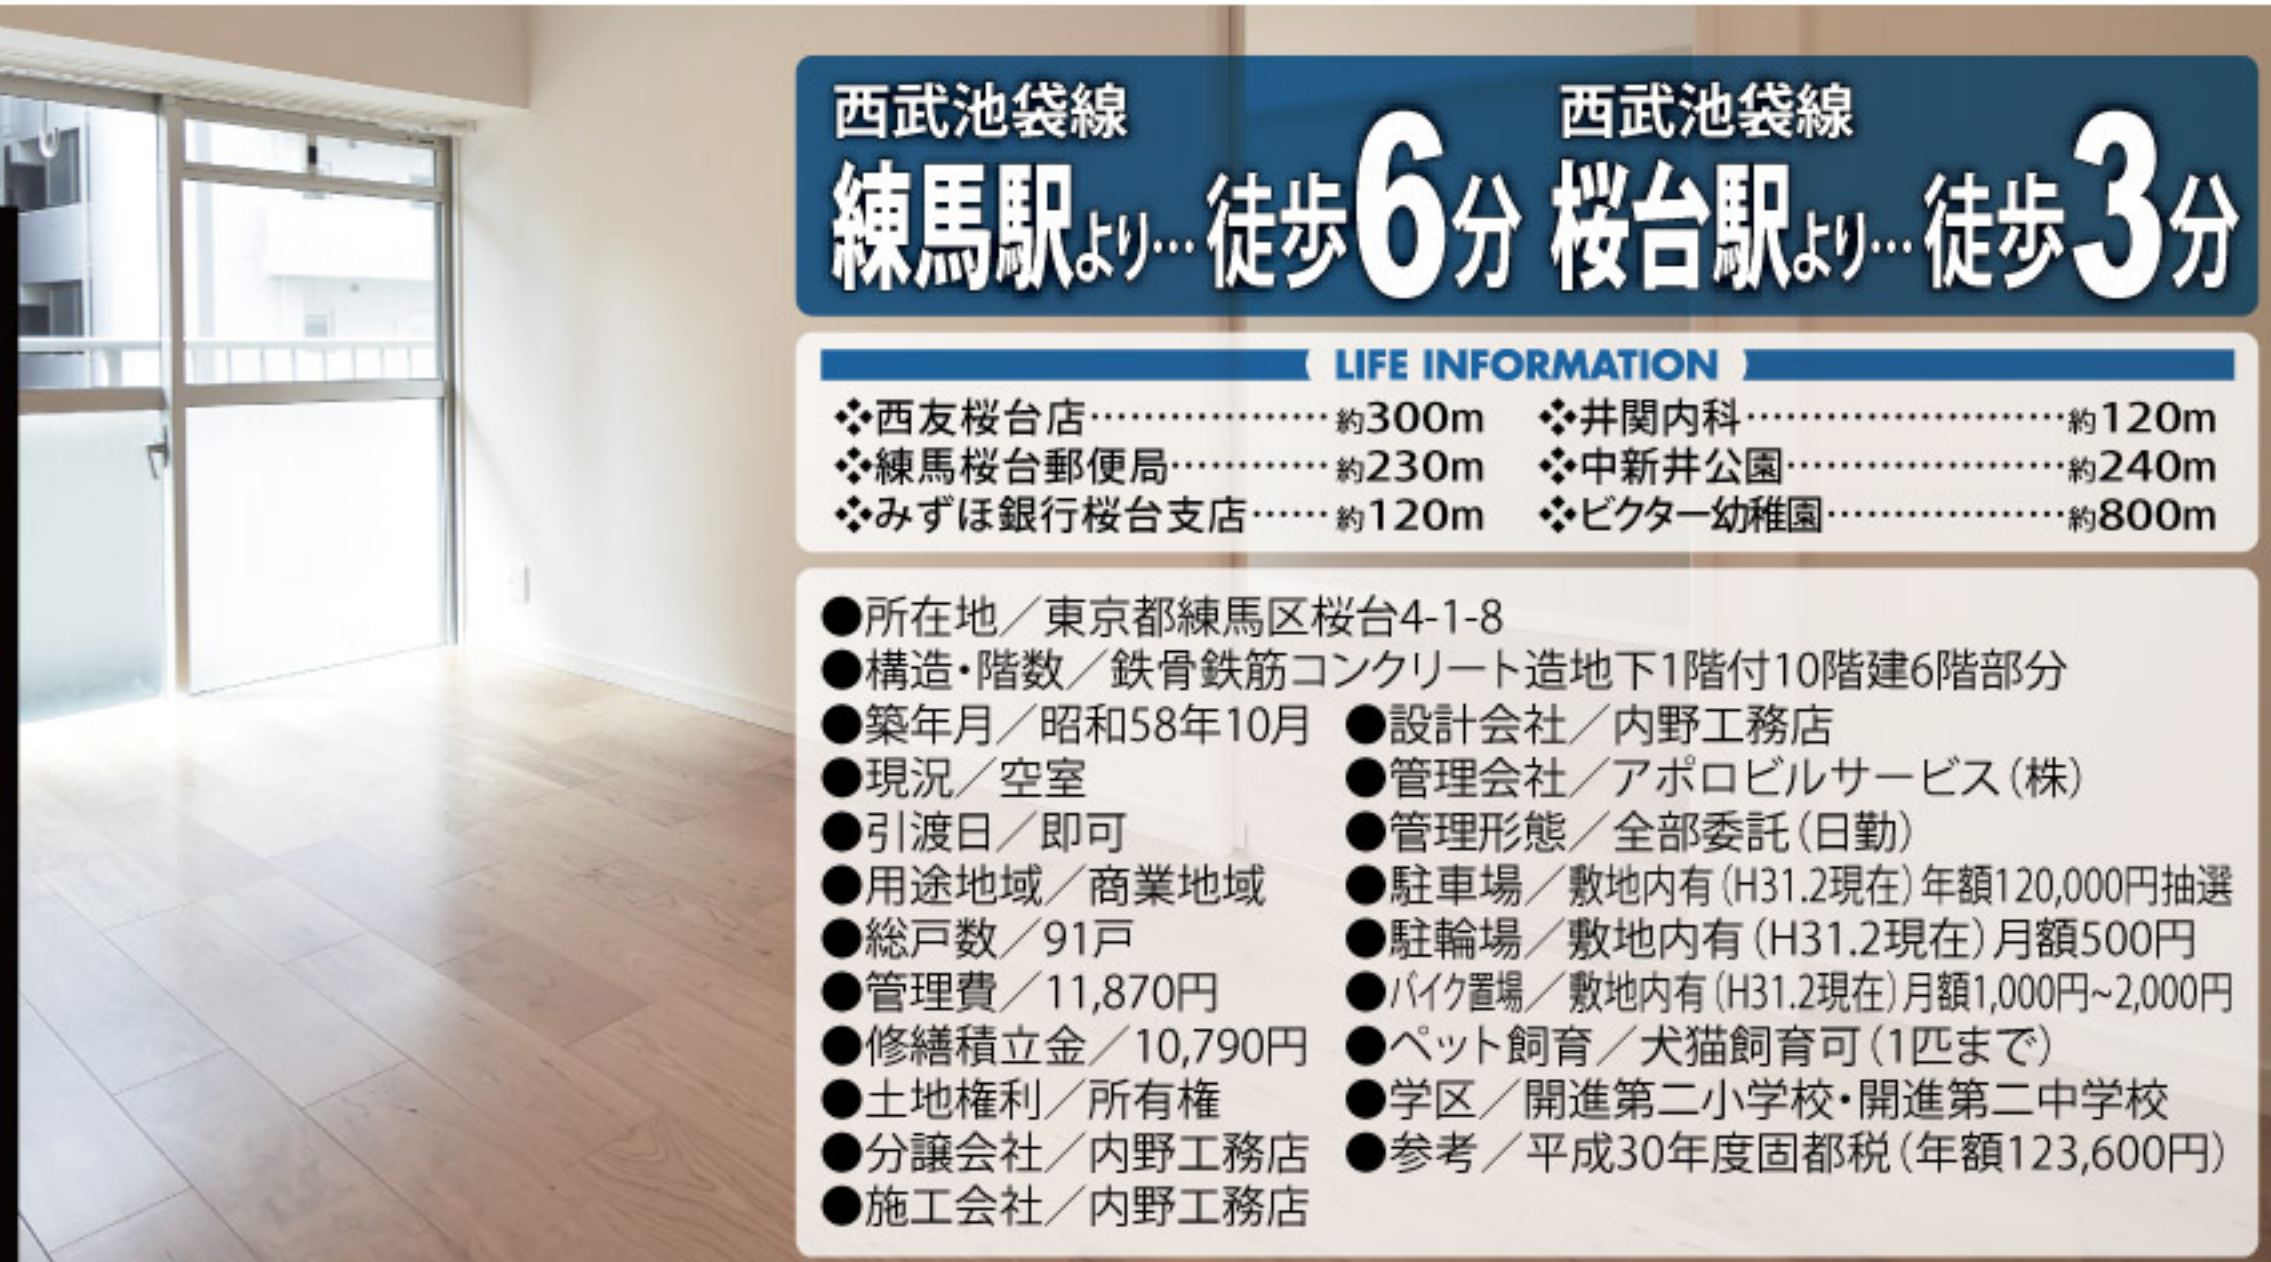 西武池袋線
練馬駅より…徒歩6分
西武池袋線
桜台駅より…徒歩3分
LIFE INFORMATION
❖西友桜台店………………約300m
❖練馬桜台郵便局…………約230m
❖みずほ銀行桜台支店……約120m
❖井関内科……………………約120m
❖中新井公園…………………約240m
❖ビクター幼稚園………………約800m
●所在地／東京都練馬区桜台4-1-8
●構造・階数／鉄骨鉄筋コンクリート造地下1階付10階建6階部分
●築年月／昭和58年10月
●現況／空室
●引渡日／即可
●用途地域／商業地域
●総戸数／91戸
●管理費／11,870円
●修繕積立金／10,790円
●土地権利／所有権
●分譲会社／内野工務店
●施工会社／内野工務店
●設計会社／内野工務店
●管理会社／アポロビルサービス（株）
●管理形態／全部委託（日勤）
●駐車場／敷地内有（H31.2現在）年額120,000円抽選
●駐輪場／敷地内有（H31.2現在）月額500円
●バイク置場／敷地内有（H31.2現在）月額1,000円~2,000円
●ペット飼育／犬猫飼育可（1匹まで）
●学区／開進第二小学校・開進第二中学校
●参考／平成30年度固都税（年額123,600円）